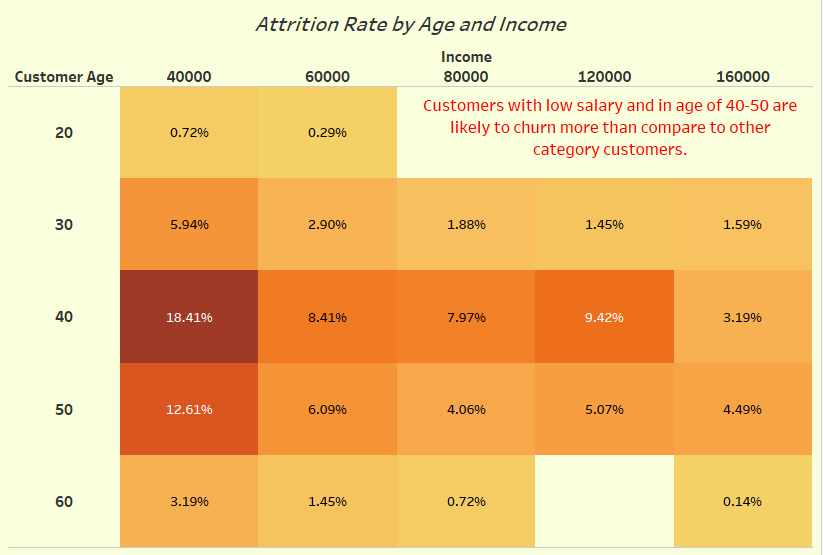 Attrition Rate by Age and Income
Income
Customer Age 40000 60000 80000 120000 160000
Customers with low salary and in age of 40-50 are
likely to churn more than compare to other
category customers.
20 0.72% 0.29%
30 5.94% 2.90% 1.88% 1.45% 1.59%
40 18.41% 8.41% 7.97% 9.42% 3.19%
50 12.61% 6.09% 4.06% 5.07% 4.49%
60 3.19% 1.45% 0.72% 0.14%